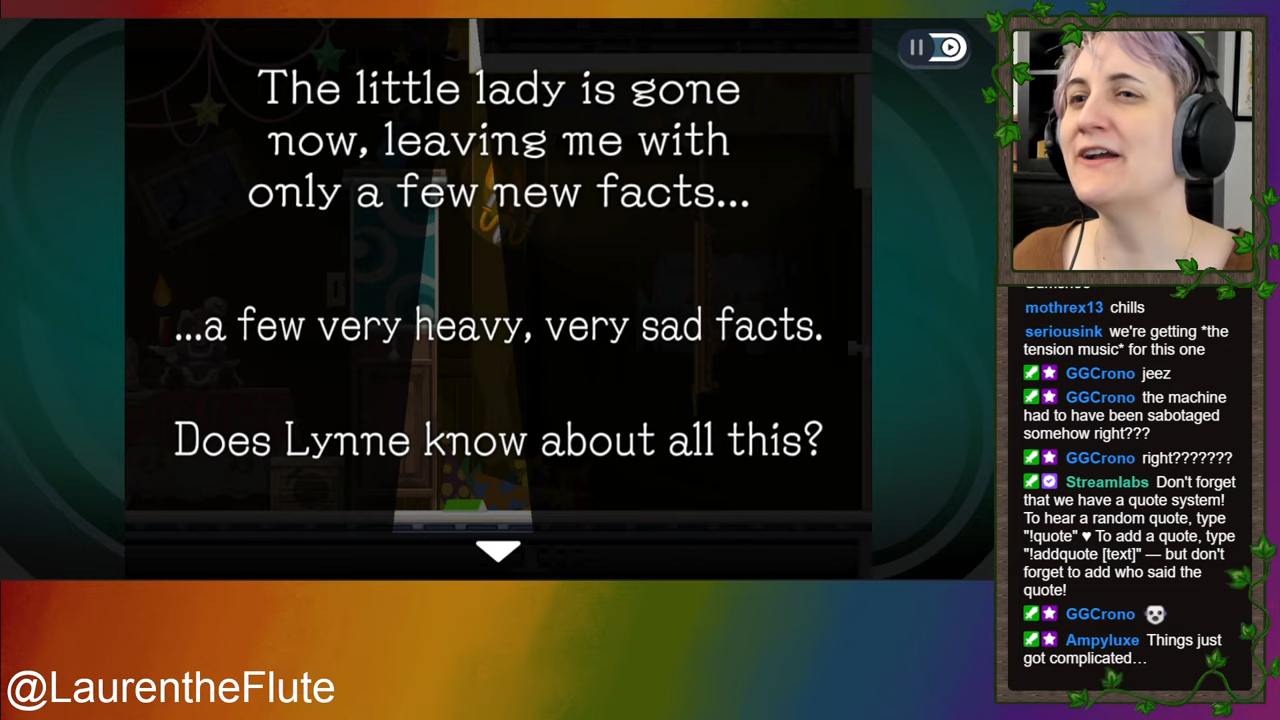 The little lady is gone
now, leaving me with
only a few new facts...
...a few very heavy, very sad facts.
Does Lynne know about all this?
mothrex13 chills
seriousink we're getting *the
tension music* for this one
GGCrono jeez
GGCrono the machine
had to have been sabotaged
somehow right???
GGCrono right???????
Streamlabs Don't forget
that we have a quote system!
To hear a random quote, type
"!quote" ♥ To add a quote, type
"!addquote [text]" — but don't
forget to add who said the
quote!
GGCrono
Ampyluxe Things just
got complicated…
@LaurentheFlute